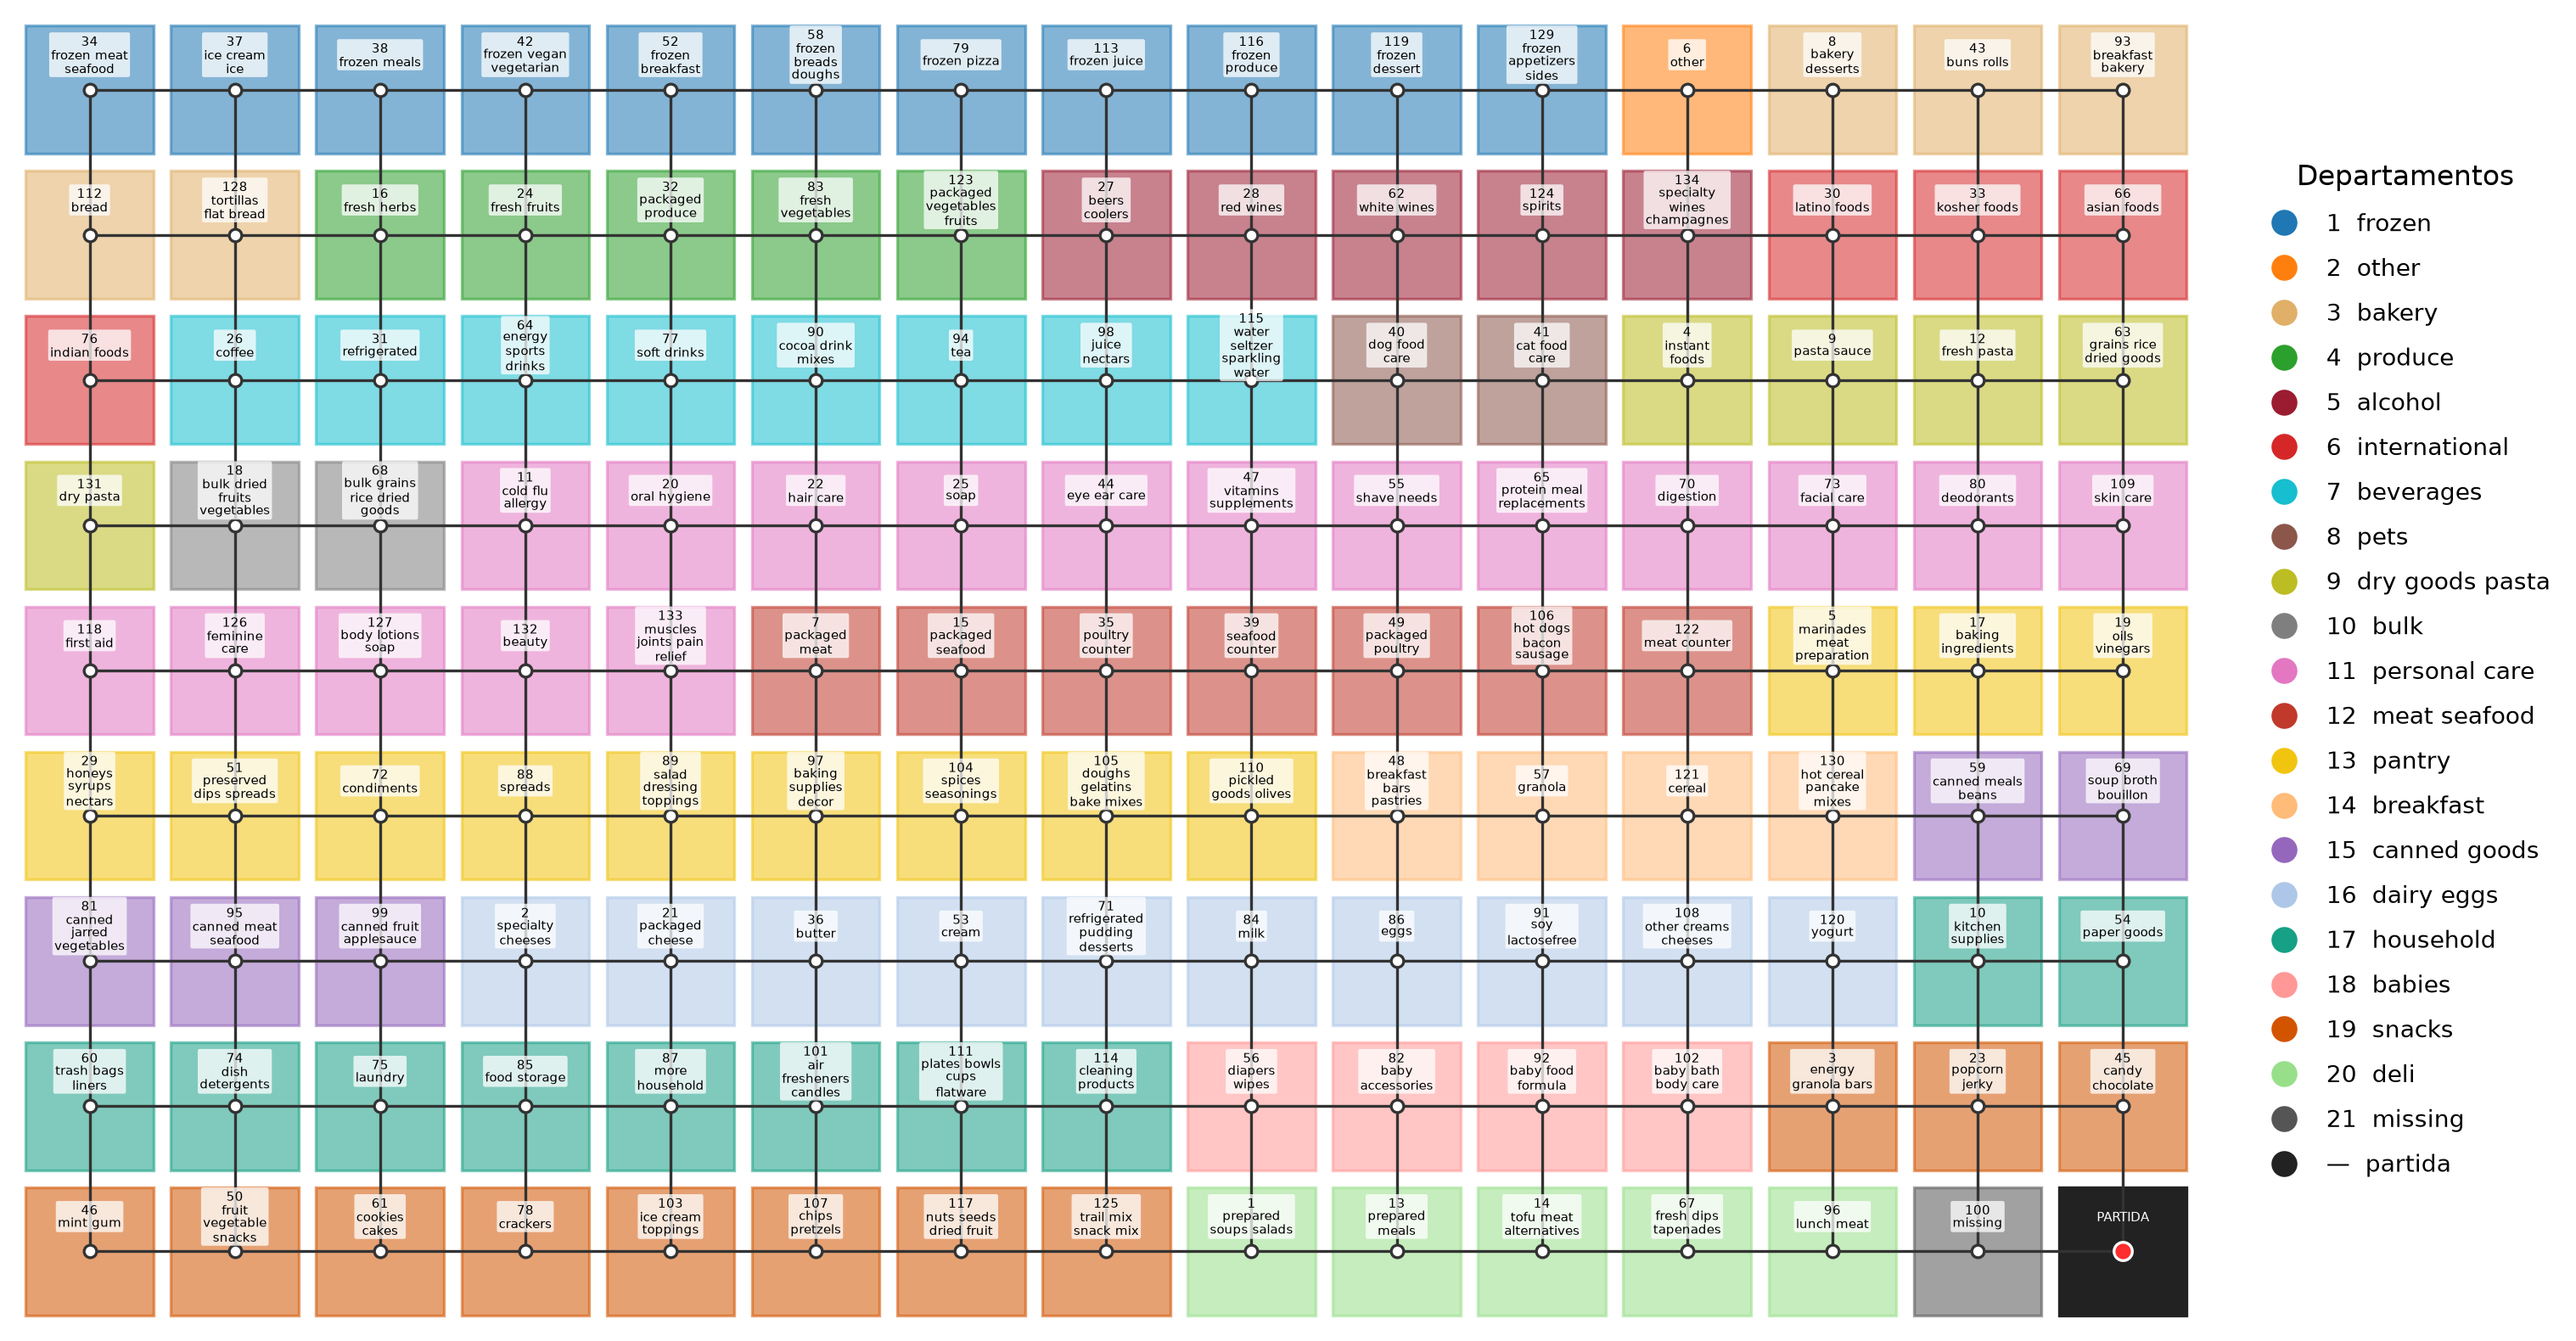 34
frozen meat
seafood
37
ice cream
ice
38
frozen meals
42
frozen vegan
vegetarian
52
frozen
breakfast
58
frozen
breads
doughs
79
frozen pizza
113
frozen juice
116
frozen
produce
119
frozen
dessert
129
frozen
appetizers
sides
6
other
8
bakery
desserts
43
buns rolls
93
breakfast
bakery
112
bread
128
tortillas
flat bread
16
fresh herbs
24
fresh fruits
32
packaged
produce
83
fresh
vegetables
123
packaged
vegetables
fruits
27
beers
coolers
28
red wines
62
white wines
124
spirits
134
specialty
wines
champagnes
30
latino foods
33
kosher foods
66
asian foods
76
indian foods
26
coffee
31
refrigerated
64
energy
sports
drinks
77
soft drinks
90
cocoa drink
mixes
94
tea
98
juice
nectars
115
water
seltzer
sparkling
water
40
dog food
care
41
cat food
care
4
instant
foods
9
pasta sauce
12
fresh pasta
63
grains rice
dried goods
131
dry pasta
18
bulk dried
fruits
vegetables
68
bulk grains
rice dried
goods
11
cold flu
allergy
20
oral hygiene
22
hair care
25
soap
44
eye ear care
47
vitamins
supplements
55
shave needs
65
protein meal
replacements
70
digestion
73
facial care
80
deodorants
109
skin care
118
first aid
126
feminine
care
127
body lotions
soap
132
beauty
133
muscles
joints pain
relief
7
packaged
meat
15
packaged
seafood
35
poultry
counter
39
seafood
counter
49
packaged
poultry
106
hot dogs
bacon
sausage
122
meat counter
5
marinades
meat
preparation
17
baking
ingredients
19
oils
vinegars
29
honeys
syrups
nectars
51
preserved
dips spreads
72
condiments
88
spreads
89
salad
dressing
toppings
97
baking
supplies
decor
104
spices
seasonings
105
doughs
gelatins
bake mixes
110
pickled
goods olives
48
breakfast
bars
pastries
57
granola
121
cereal
130
hot cereal
pancake
mixes
59
canned meals
beans
69
soup broth
bouillon
81
canned
jarred
vegetables
95
canned meat
seafood
99
canned fruit
applesauce
2
specialty
cheeses
21
packaged
cheese
36
butter
53
cream
71
refrigerated
pudding
desserts
84
milk
86
eggs
91
soy
lactosefree
108
other creams
cheeses
120
yogurt
10
kitchen
supplies
54
paper goods
60
trash bags
liners
74
dish
detergents
75
laundry
85
food storage
87
more
household
101
air
fresheners
candles
111
plates bowls
cups
flatware
114
cleaning
products
56
diapers
wipes
82
baby
accessories
92
baby food
formula
102
baby bath
body care
3
energy
granola bars
23
popcorn
jerky
45
candy
chocolate
46
mint gum
50
fruit
vegetable
snacks
61
cookies
cakes
78
crackers
103
ice cream
toppings
107
chips
pretzels
117
nuts seeds
dried fruit
125
trail mix
snack mix
1
prepared
soups salads
13
prepared
meals
14
tofu meat
alternatives
67
fresh dips
tapenades
96
lunch meat
100
missing
PARTIDA
Departamentos
1 frozen
2 other
3 bakery
4 produce
5 alcohol
6 international
7 beverages
8 pets
9 dry goods pasta
10 bulk
11 personal care
12 meat seafood
13 pantry
14 breakfast
15 canned goods
16 dairy eggs
17 household
18 babies
19 snacks
20 deli
21 missing
— partida